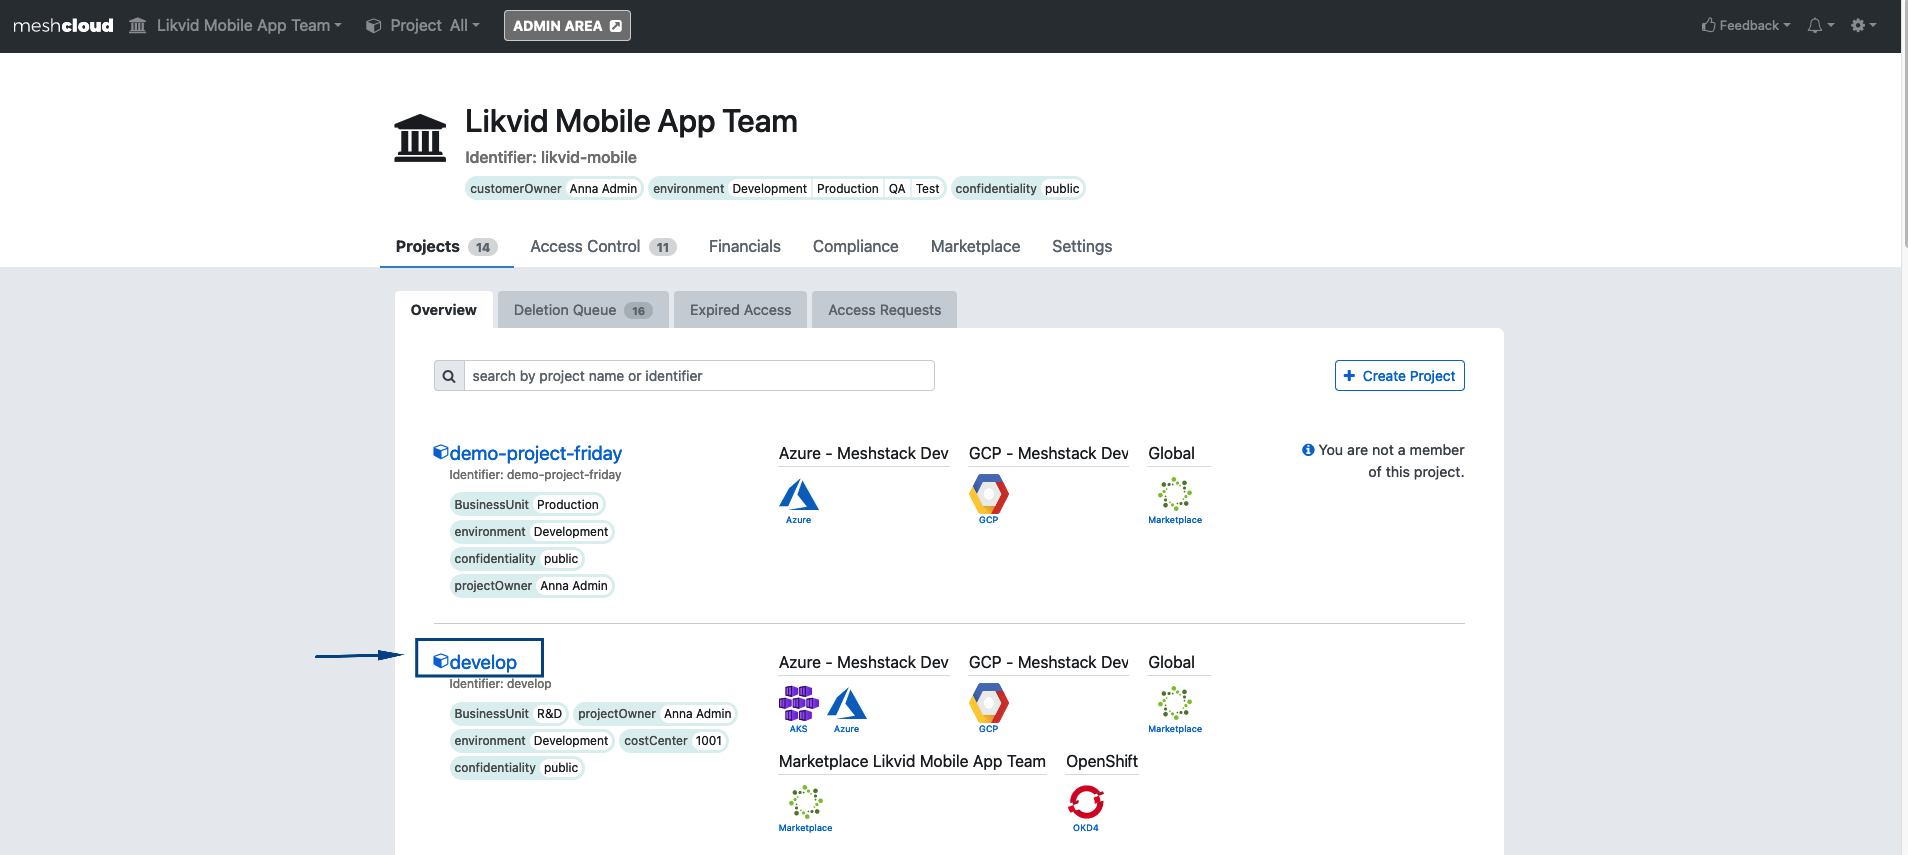 meshcloud Likvid Mobile App Team Project All ADMIN AREA Feedback
Likvid Mobile App Team
Identifier: likvid-mobile
customerOwner Anna Admin environment Development Production QA Test confidentiality public
Projects 14 Access Control 11 Financials Compliance Marketplace Settings
Overview Deletion Queue 16 Expired Access Access Requests
search by project name or identifier
Create Project
demo-project-friday
Identifier: demo-project-friday
BusinessUnit Production
environment Development
confidentiality public
projectOwner Anna Admin
Azure - Meshstack Dev GCP - Meshstack Dev Global
Azure GCP Marketplace
You are not a member
of this project.
develop
Identifier: develop
BusinessUnit R&D projectOwner Anna Admin
environment Development costCenter 1001
confidentiality public
Azure - Meshstack Dev GCP - Meshstack Dev Global
AKS Azure GCP Marketplace
Marketplace Likvid Mobile App Team OpenShift
Marketplace OKD4